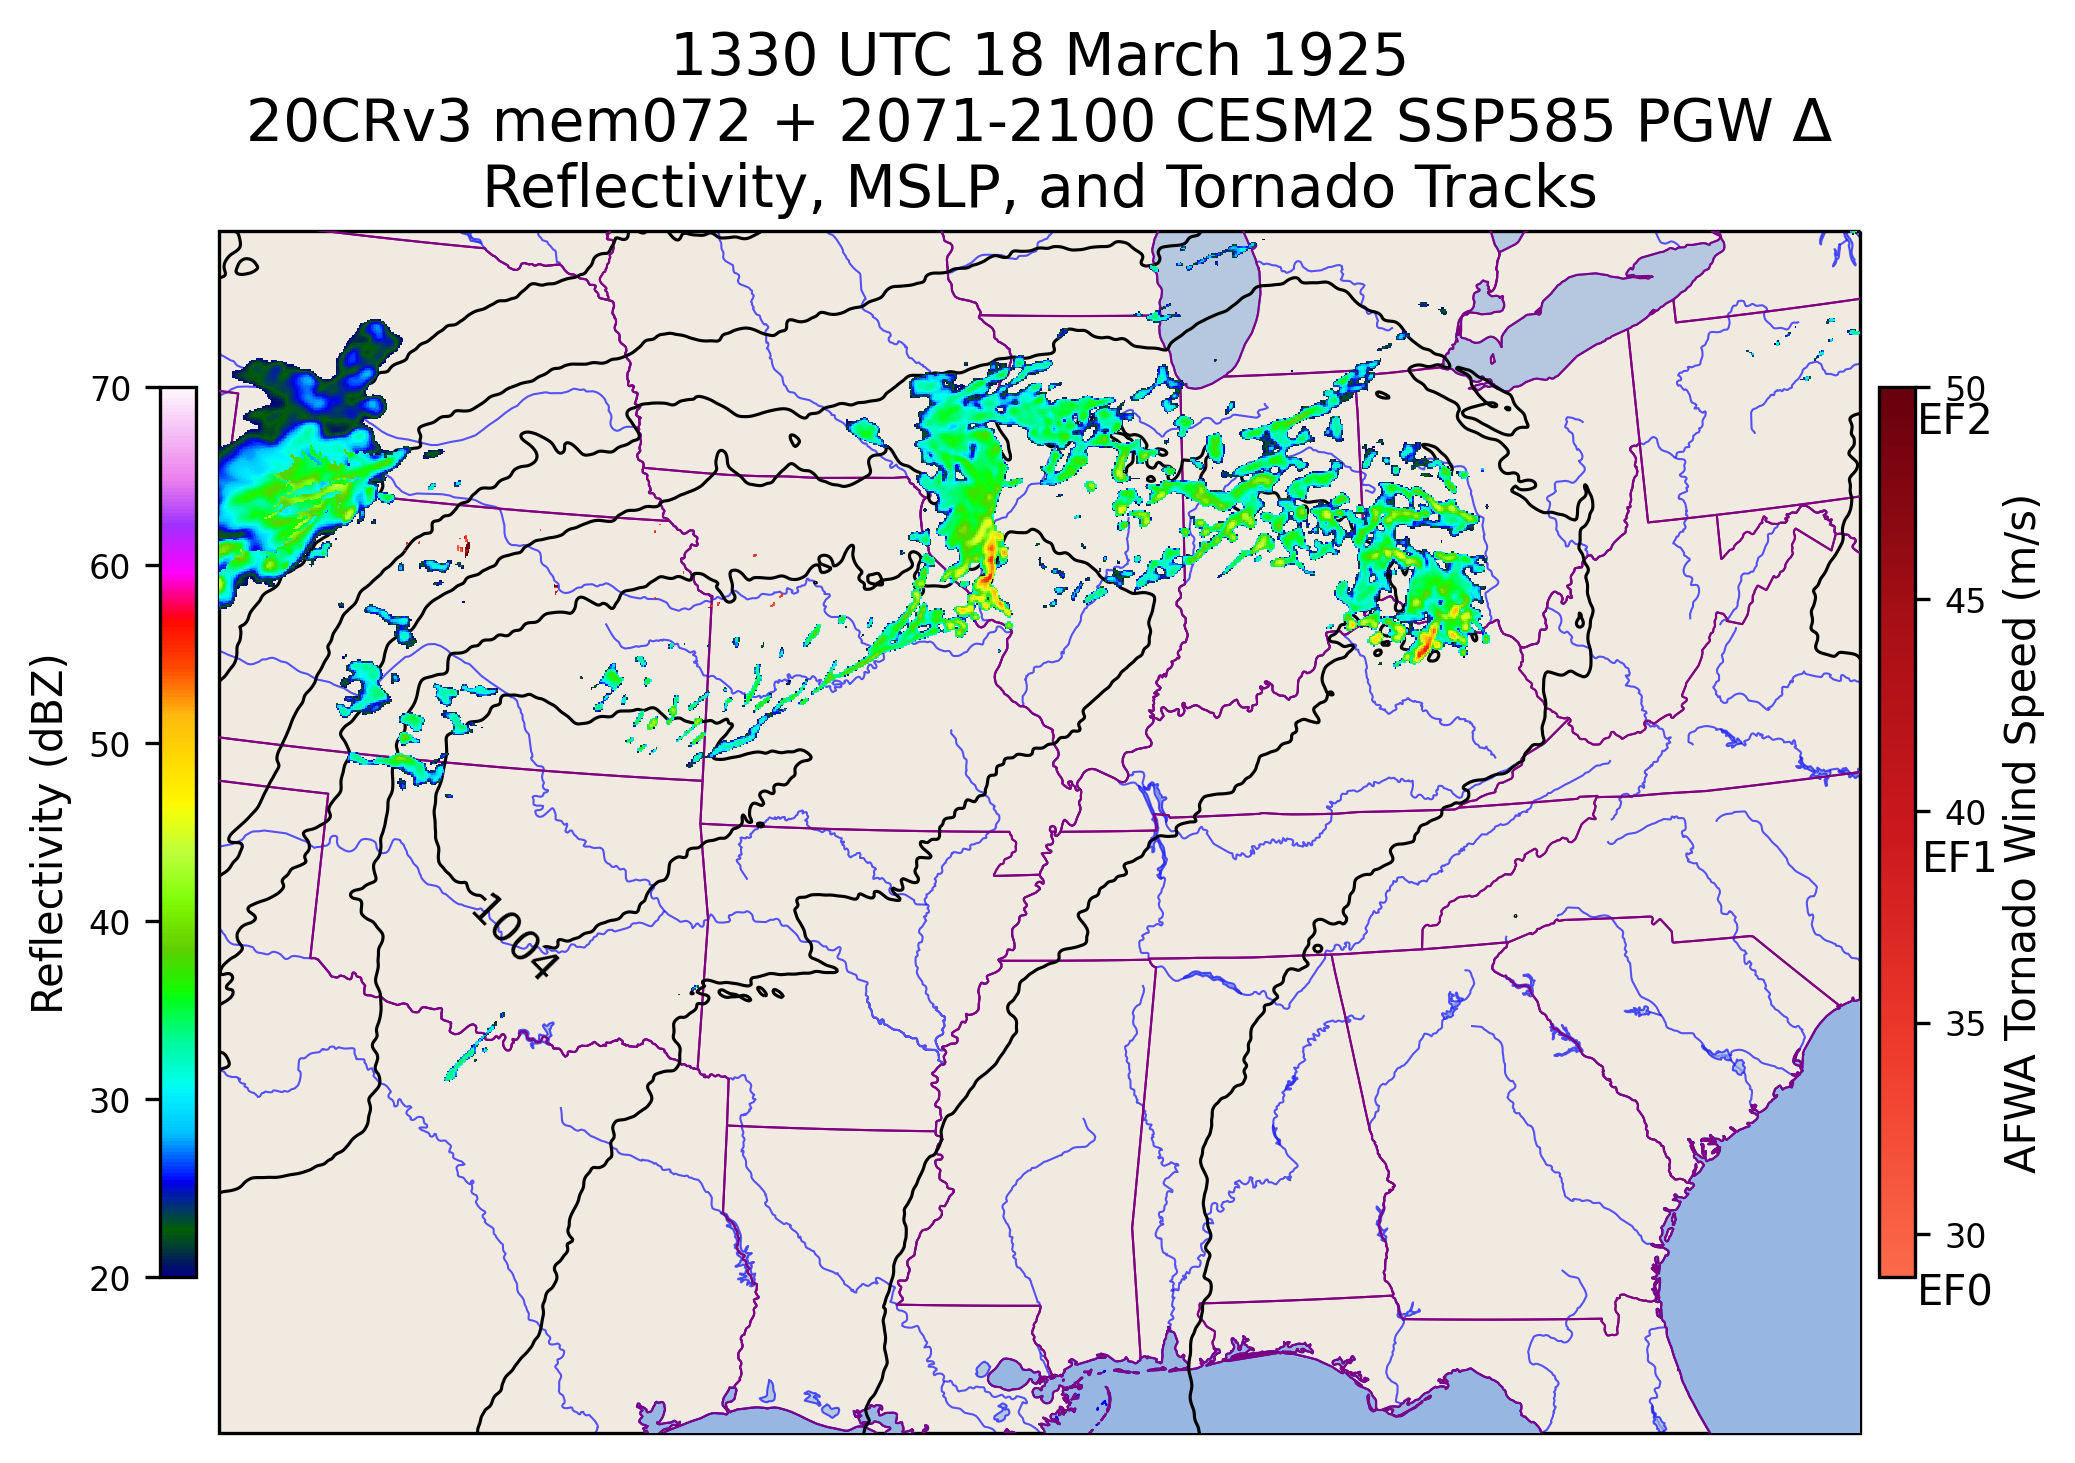 1330 UTC 18 March 1925
20CRv3 mem072 + 2071-2100 CESM2 SSP585 PGW Δ
Reflectivity, MSLP, and Tornado Tracks
70
60
50
40
30
20
Reflectivity (dBZ)
1004
50
EF2
45
40
EF1
35
30
EF0
AFWA Tornado Wind Speed (m/s)